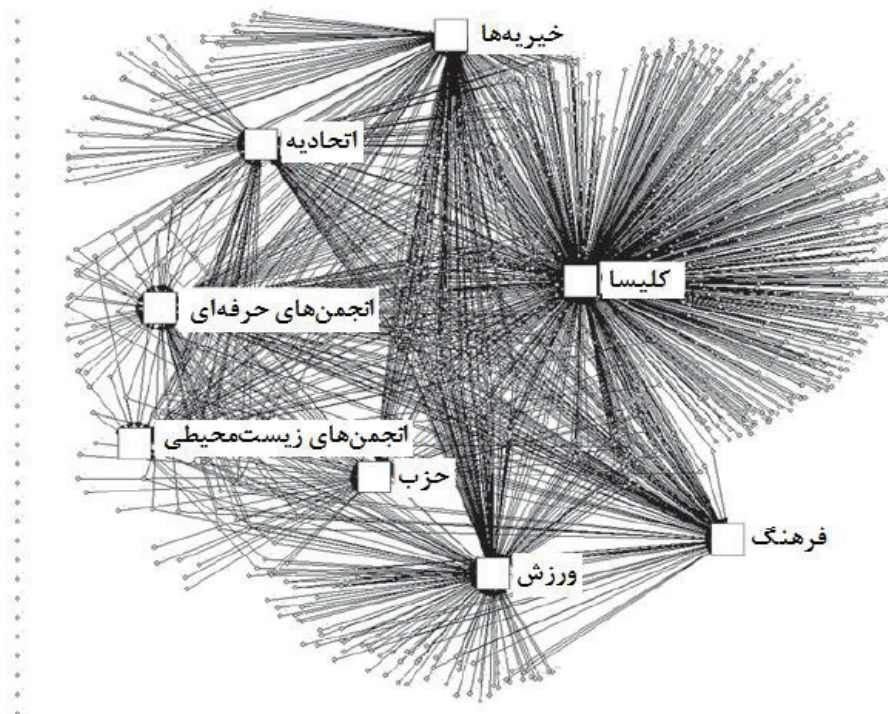 خیریه‌ها
اتحادیه
کلیسا
انجمن‌های حرفه‌ای
انجمن‌های زیست‌محیطی
حزب
فرهنگ
ورزش